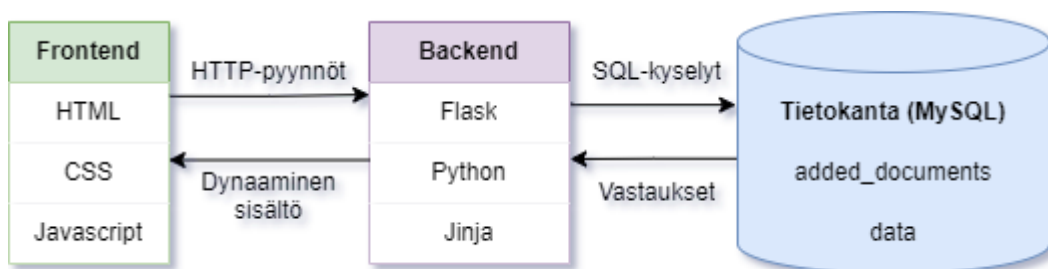 Frontend
HTML
CSS
Javascript
HTTP-pyynnöt
Dynaaminen
sisältö
Backend
Flask
Python
Jinja
SQL-kyselyt
Vastaukset
Tietokanta (MySQL)
added_documents
data